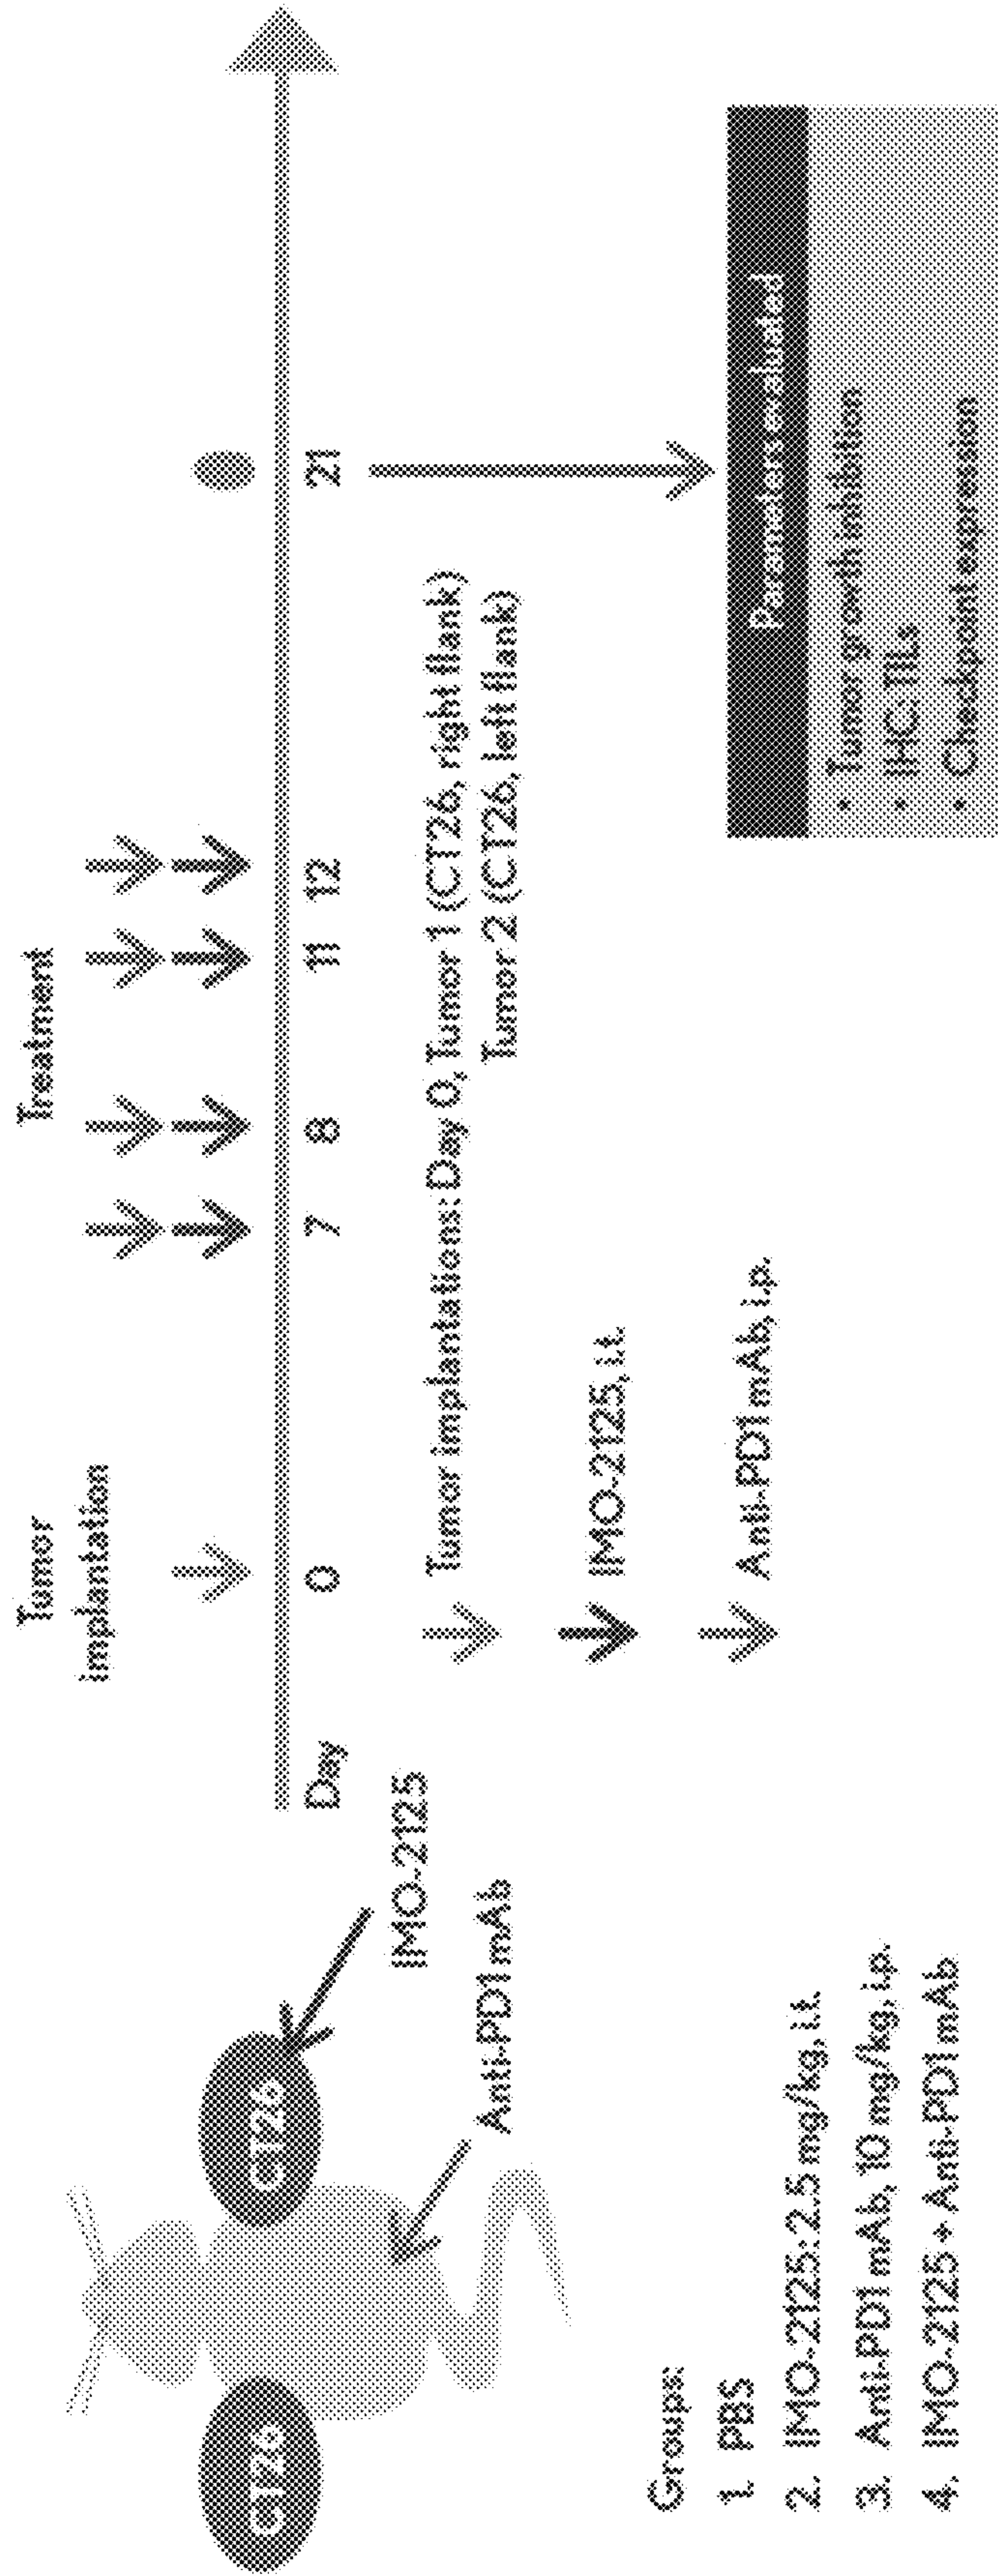 CT26
CT26
IMO-2125
Anti-PD1 mAb
Groups:
1. PBS
2. IMO-2125: 2.5 mg/kg, i.t.
3. Anti-PD1 mAb, 10 mg/kg, i.p.
4. IMO-2125 + Anti-PD1 mAb
Tumor
implantation
Treatment
Day
0
7
8
11
12
21
Tumor implantations: Day 0, Tumor 1 (CT26, right flank)
Tumor 2 (CT26, left flank)
IMO-2125, i.t.
Anti-PD1 mAb, i.p.
Parameters evaluated
• Tumor growth inhibition
• IHC: TILs
• Checkpoint expression